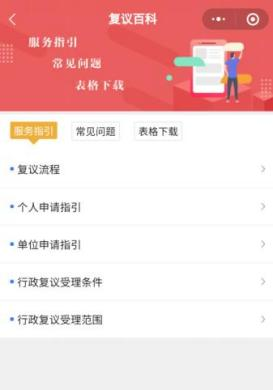 复议百科
服务指引
常见问题
表格下载
服务指引 常见问题 表格下载
复议流程
个人申请指引
单位申请指引
行政复议受理条件
行政复议受理范围